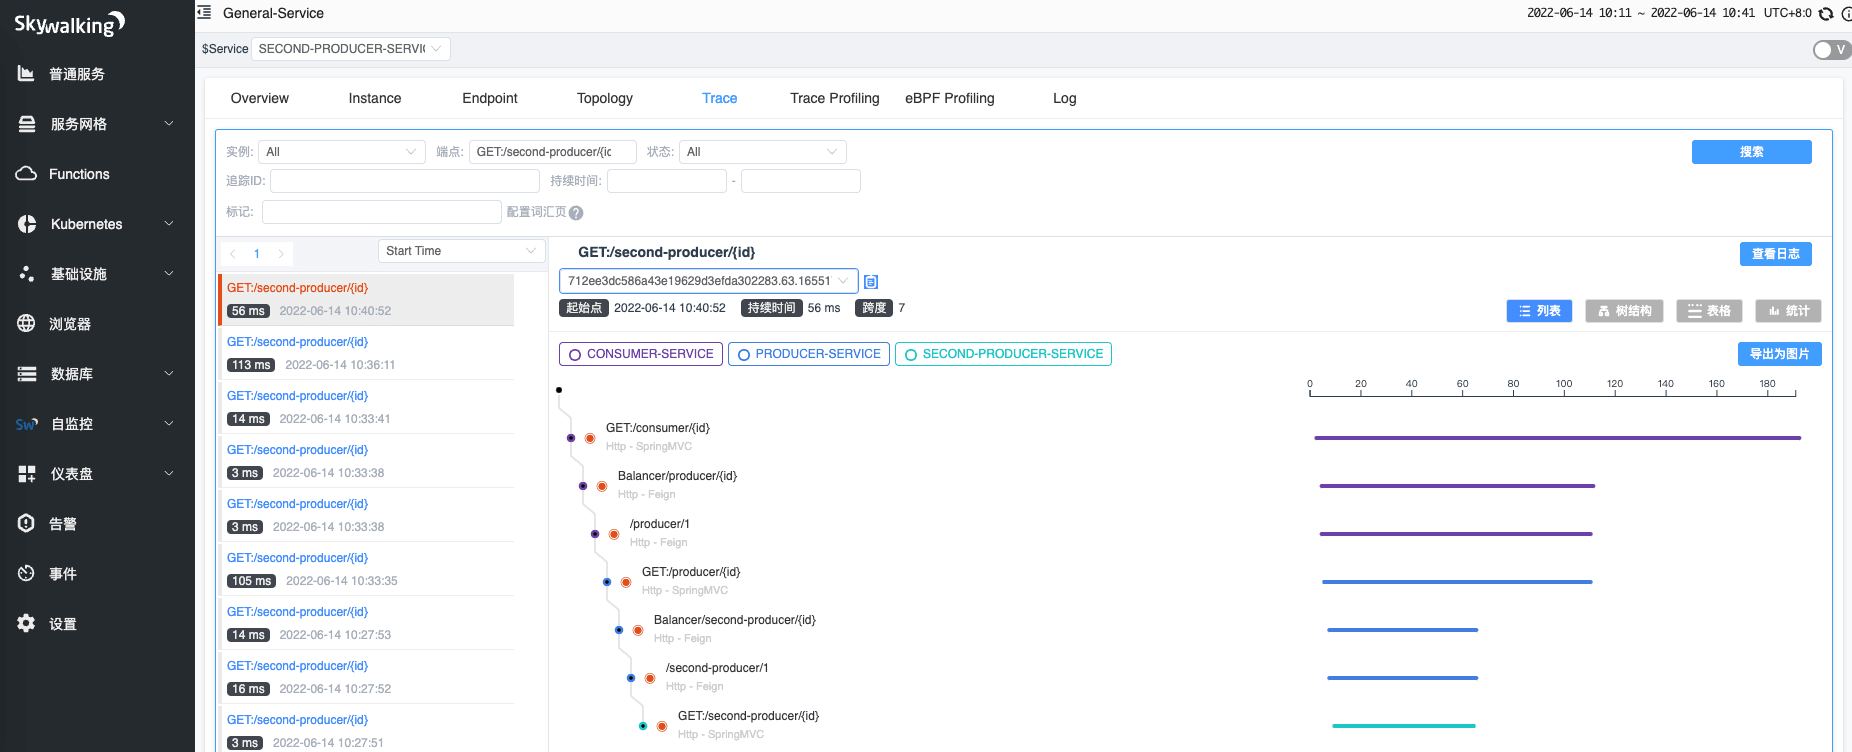 Skywalking
General-Service
2022-06-14 10:11 ~ 2022-06-14 10:41 UTC+8:0
$Service SECOND-PRODUCER-SERVI
V
普通服务
服务网格
Functions
Kubernetes
基础设施
浏览器
数据库
Sw 自监控
仪表盘
告警
事件
设置
Overview Instance Endpoint Topology Trace Trace Profiling eBPF Profiling Log
实例: All 端点: GET:/second-producer/{ic 状态: All 搜索
追踪ID: 持续时间: -
标记: 配置词汇页 ?
1 Start Time
GET:/second-producer/{id}
56 ms 2022-06-14 10:40:52
GET:/second-producer/{id}
113 ms 2022-06-14 10:36:11
GET:/second-producer/{id}
14 ms 2022-06-14 10:33:41
GET:/second-producer/{id}
3 ms 2022-06-14 10:33:38
GET:/second-producer/{id}
3 ms 2022-06-14 10:33:38
GET:/second-producer/{id}
105 ms 2022-06-14 10:33:35
GET:/second-producer/{id}
14 ms 2022-06-14 10:27:53
GET:/second-producer/{id}
16 ms 2022-06-14 10:27:52
GET:/second-producer/{id}
3 ms 2022-06-14 10:27:51
GET:/second-producer/{id} 查看日志
712ee3dc586a43e19629d3efda302283.63.16551
起始点 2022-06-14 10:40:52 持续时间 56 ms 跨度 7
列表 树结构 表格 统计
CONSUMER-SERVICE PRODUCER-SERVICE SECOND-PRODUCER-SERVICE 导出为图片
0 20 40 60 80 100 120 140 160 180
GET:/consumer/{id}
Http - SpringMVC
Balancer/producer/{id}
Http - Feign
/producer/1
Http - Feign
GET:/producer/{id}
Http - SpringMVC
Balancer/second-producer/{id}
Http - Feign
/second-producer/1
Http - Feign
GET:/second-producer/{id}
Http - SpringMVC